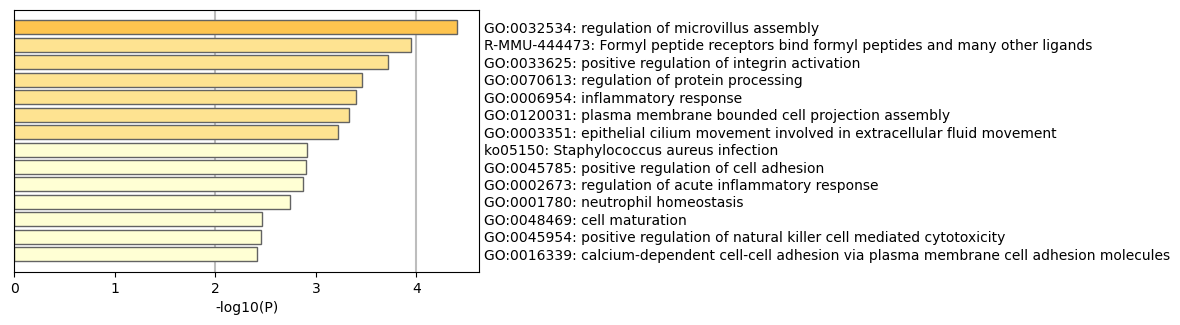 GO:0032534: regulation of microvillus assembly
R-MMU-444473: Formyl peptide receptors bind formyl peptides and many other ligands
GO:0033625: positive regulation of integrin activation
GO:0070613: regulation of protein processing
GO:0006954: inflammatory response
GO:0120031: plasma membrane bounded cell projection assembly
GO:0003351: epithelial cilium movement involved in extracellular fluid movement
ko05150: Staphylococcus aureus infection
GO:0045785: positive regulation of cell adhesion
GO:0002673: regulation of acute inflammatory response
GO:0001780: neutrophil homeostasis
GO:0048469: cell maturation
GO:0045954: positive regulation of natural killer cell mediated cytotoxicity
GO:0016339: calcium-dependent cell-cell adhesion via plasma membrane cell adhesion molecules
0 1 2 3 4
-log10(P)